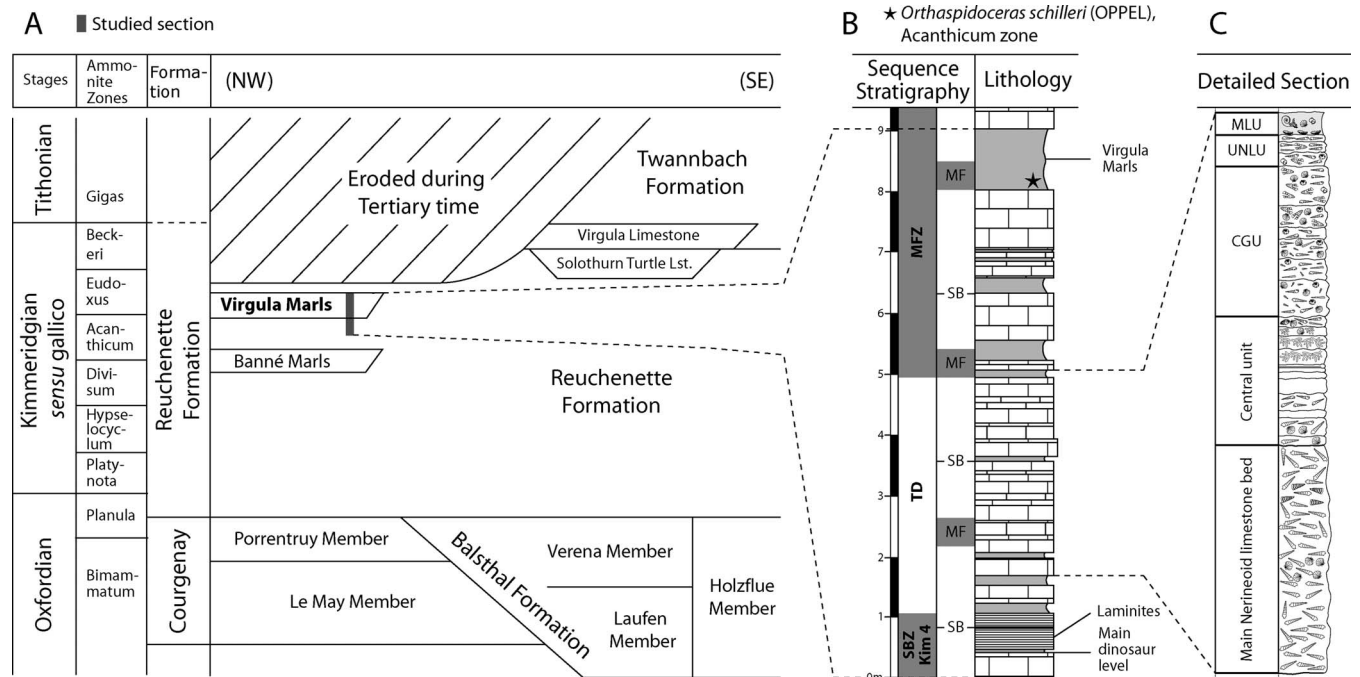 A
Studied section
Stages
Ammo-
nite
Zones
Forma-
tion
(NW)
(SE)
Tithonian
Kimmeridgian
sensu gallico
Oxfordian
Gigas
Beck-
eri
Eudo-
xus
Acan-
thicum
Divi-
sum
Hypse-
locyc-
lum
Platy-
nota
Planula
Bimam-
matum
Reuchenette
Formation
Courgenay
Eroded during
Tertiary time
Twannbach
Formation
Virgula Limestone
Solothurn Turtle Lst.
Virgula Marls
Banné Marls
Reuchenette
Formation
Porrentruy Member
Le May Member
Balsthal Formation
Verena Member
Laufen
Member
Holzflue
Member
B
★ Orthaspidoceras schilleri (OPPEL),
Acanthicum zone
Sequence
Stratigraphy
Lithology
9
8
7
6
5
4
3
2
1
0m
MFZ
TD
SBZ
Kim 4
MF
SB
MF
SB
MF
SB
Virgula
Marls
Laminites
Main
dinosaur
level
C
Detailed Section
MLU
UNLU
CGU
Central unit
Main Nerineoid limestone bed